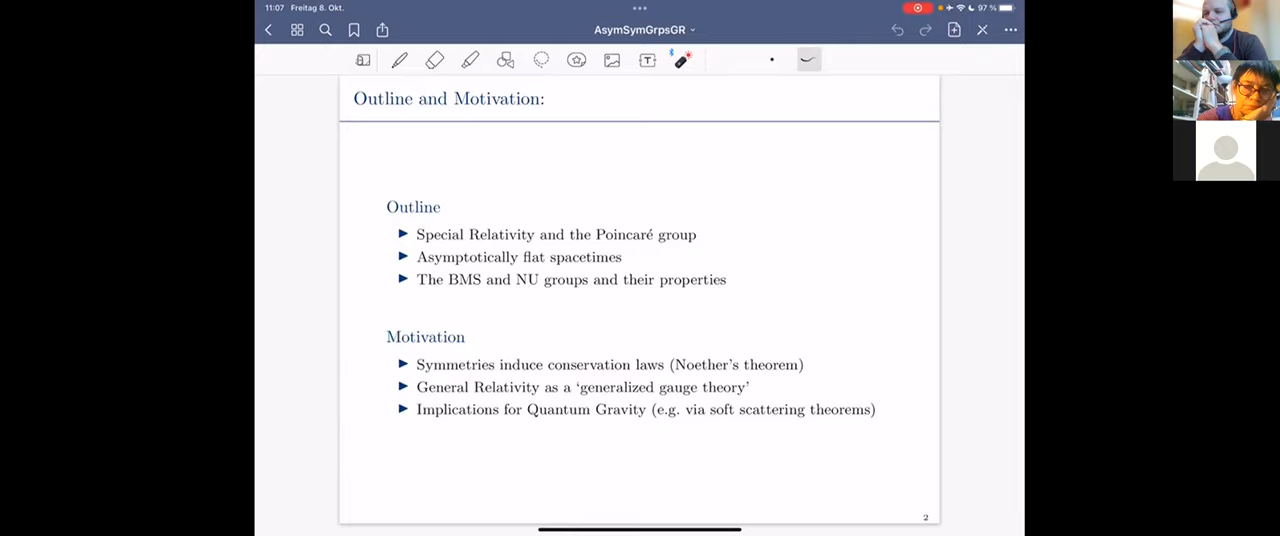 11:07 Freitag 8. Okt.
97 %
AsymSymGrpsGR
T
Outline and Motivation:
Outline
▶ Special Relativity and the Poincaré group
▶ Asymptotically flat spacetimes
▶ The BMS and NU groups and their properties
Motivation
▶ Symmetries induce conservation laws (Noether's theorem)
▶ General Relativity as a ‘generalized gauge theory’
▶ Implications for Quantum Gravity (e.g. via soft scattering theorems)
2